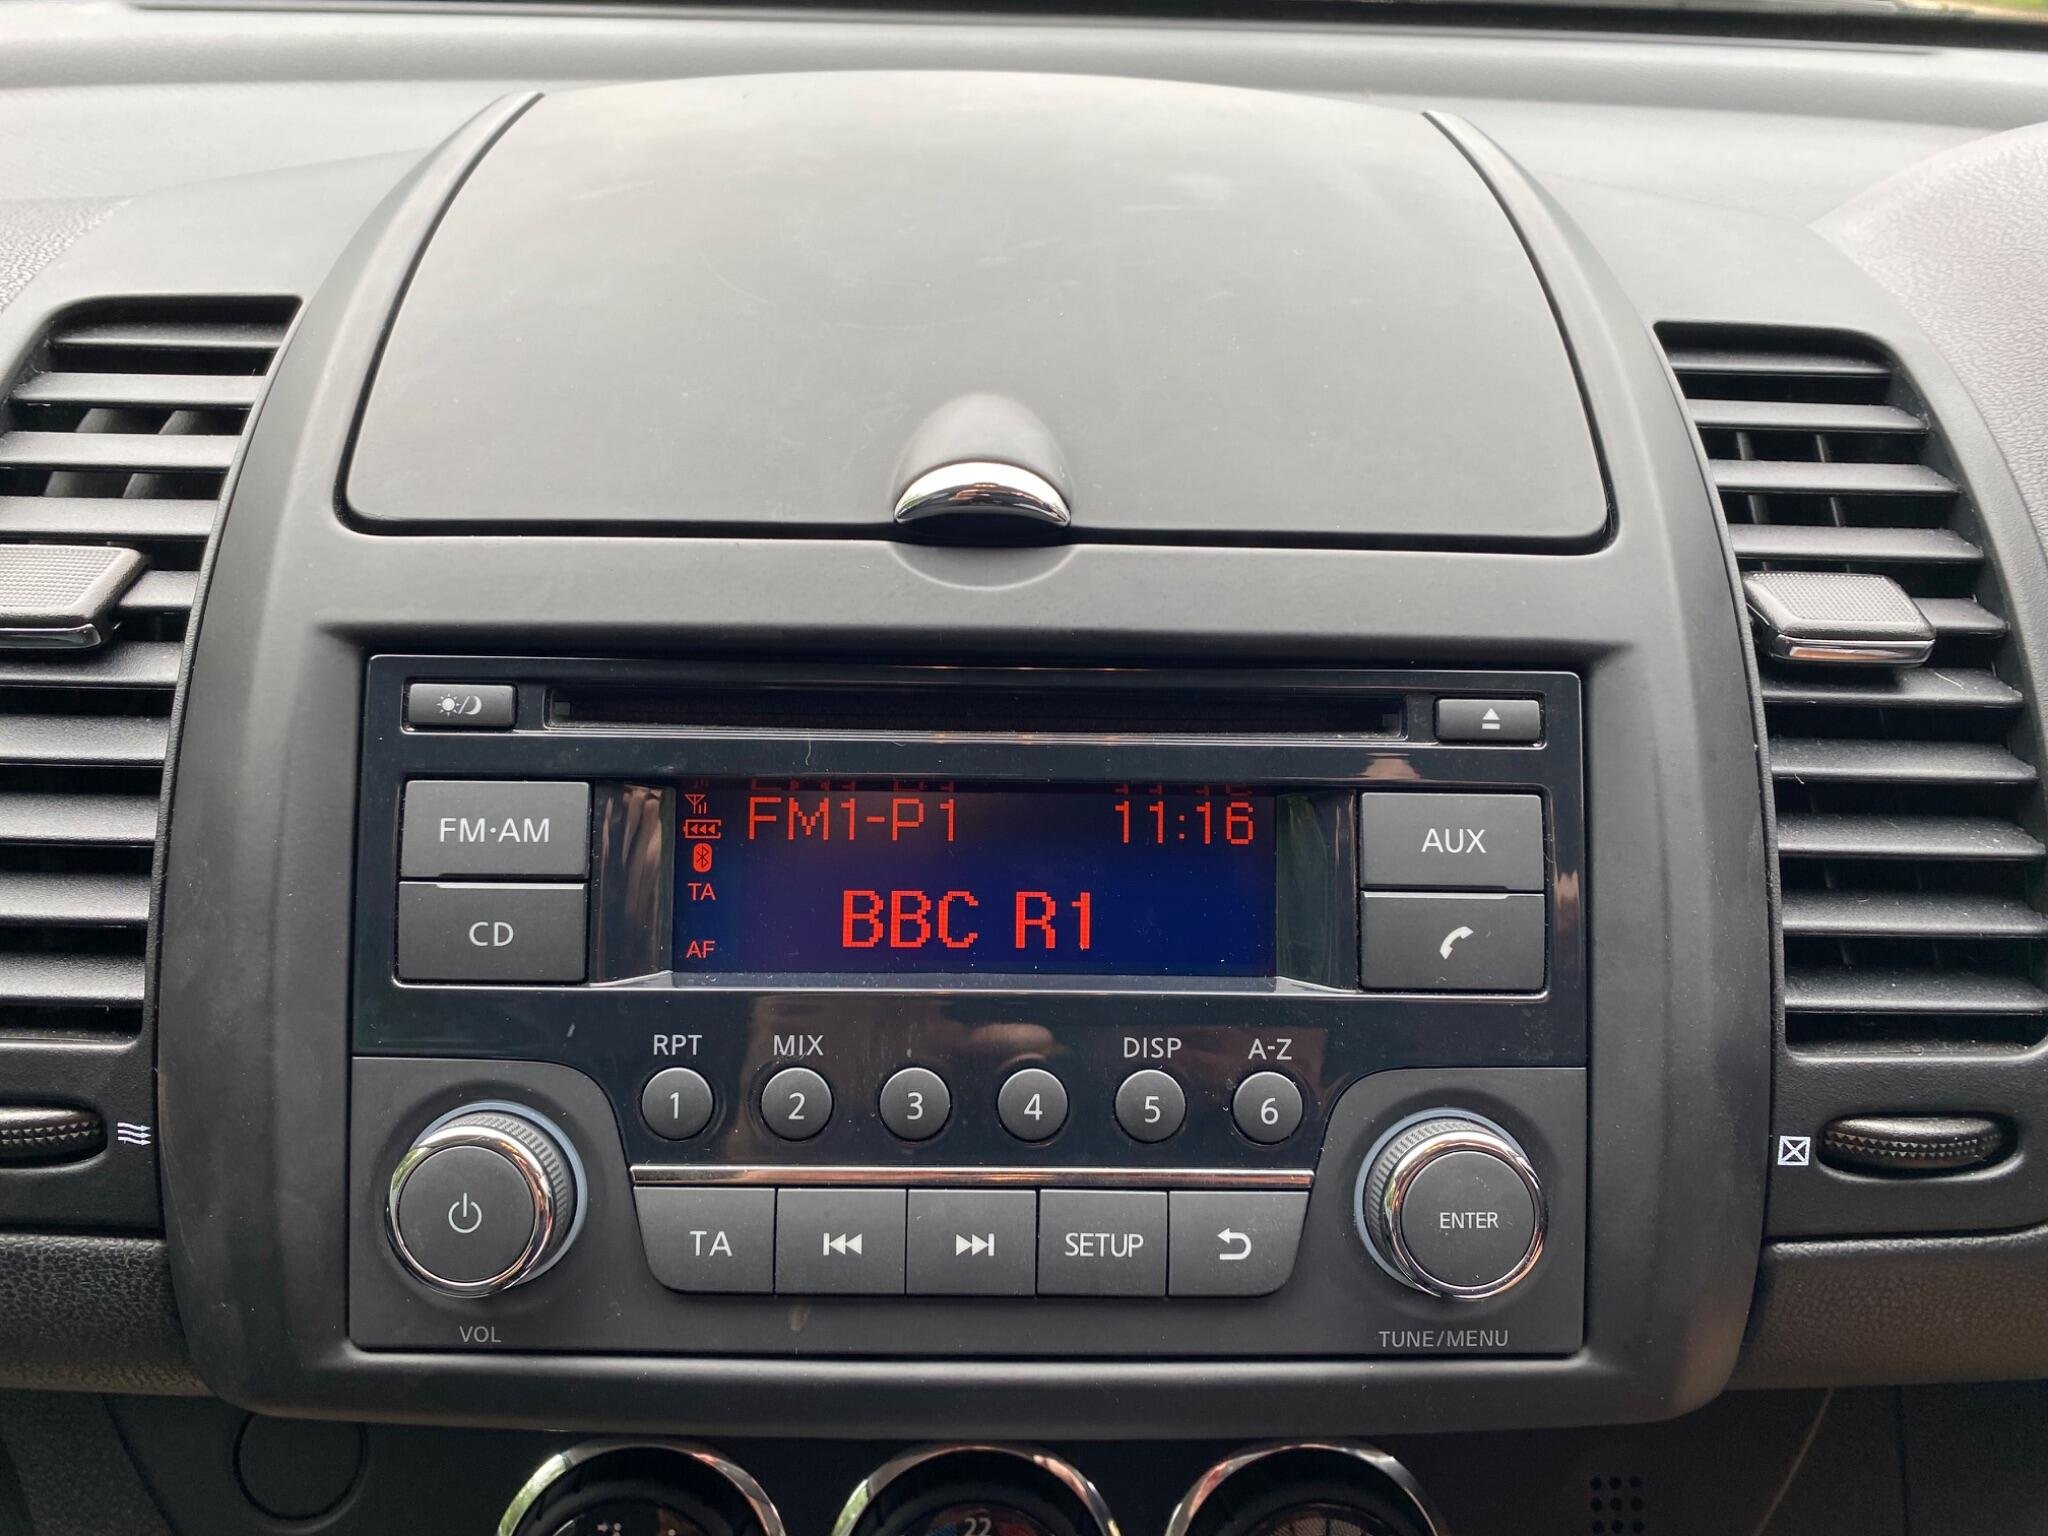 FM1-P1 11:16
FM·AM
AUX
TA
BBC R1
CD
AF
RPT MIX DISP A-Z
1 2 3 4 5 6
TA SETUP ENTER
VOL TUNE/MENU
22